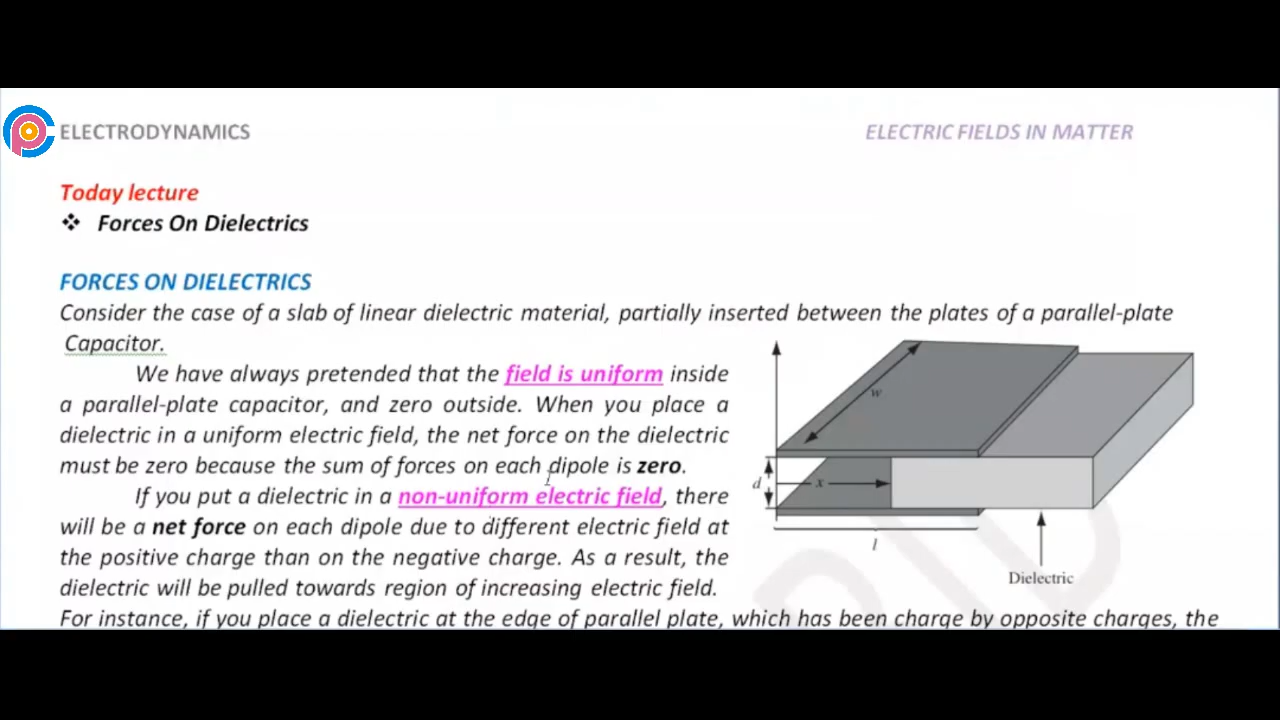 ELECTRODYNAMICS
ELECTRIC FIELDS IN MATTER
Today lecture
❖ Forces On Dielectrics
FORCES ON DIELECTRICS
Consider the case of a slab of linear dielectric material, partially inserted between the plates of a parallel-plate
Capacitor.
We have always pretended that the field is uniform inside
a parallel-plate capacitor, and zero outside. When you place a
dielectric in a uniform electric field, the net force on the dielectric
must be zero because the sum of forces on each dipole is zero.
If you put a dielectric in a non-uniform electric field, there
will be a net force on each dipole due to different electric field at
the positive charge than on the negative charge. As a result, the
dielectric will be pulled towards region of increasing electric field.
For instance, if you place a dielectric at the edge of parallel plate, which has been charge by opposite charges, the
w
d
x
l
Dielectric